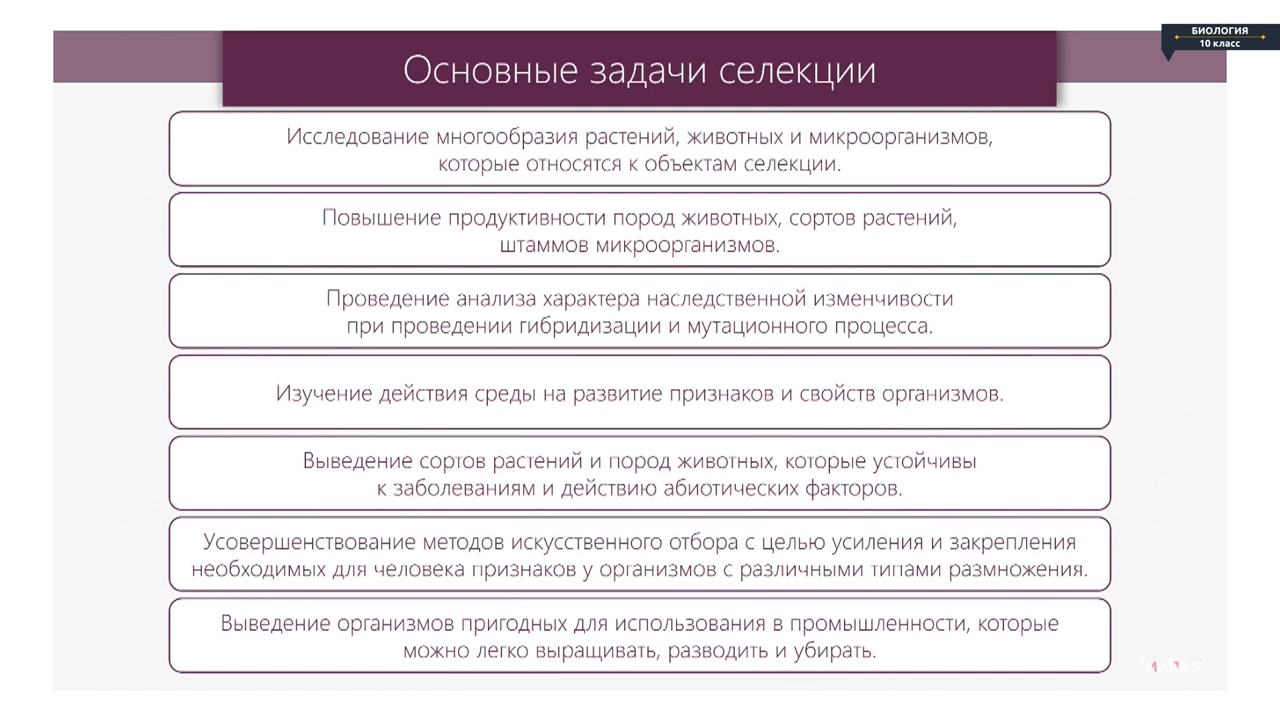 БИОЛОГИЯ
10 класс
Основные задачи селекции
Исследование многообразия растений, животных и микроорганизмов,
которые относятся к объектам селекции.
Повышение продуктивности пород животных, сортов растений,
штаммов микроорганизмов.
Проведение анализа характера наследственной изменчивости
при проведении гибридизации и мутационного процесса.
Изучение действия среды на развитие признаков и свойств организмов.
Выведение сортов растений и пород животных, которые устойчивы
к заболеваниям и действию абиотических факторов.
Усовершенствование методов искусственного отбора с целью усиления и закрепления
необходимых для человека признаков у организмов с различными типами размножения.
Выведение организмов пригодных для использования в промышленности, которые
можно легко выращивать, разводить и убирать.